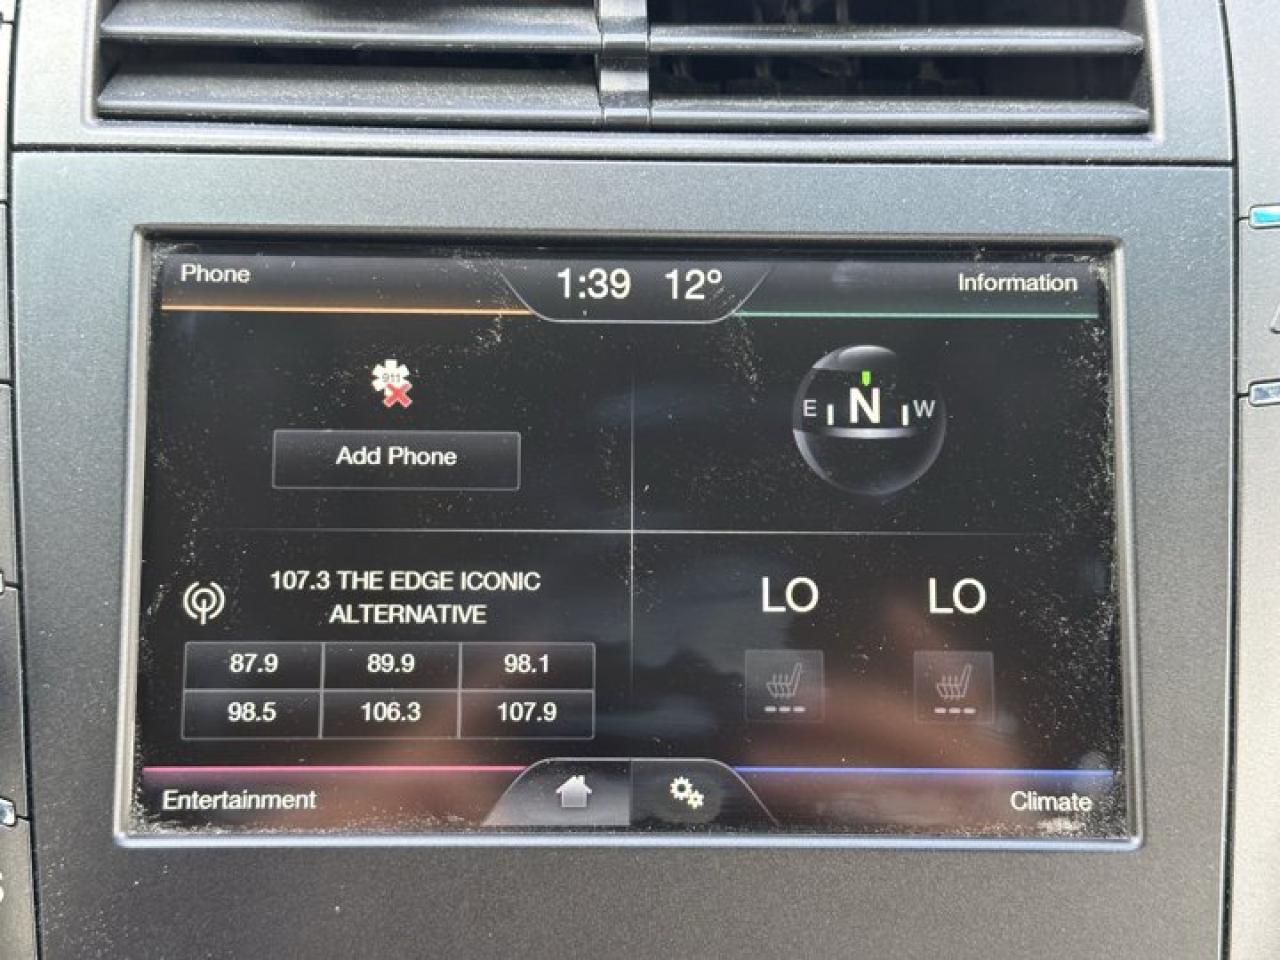 Phone
1:39 12°
Information
911
Add Phone
E N W
107.3 THE EDGE ICONIC
ALTERNATIVE
87.9 89.9 98.1
98.5 106.3 107.9
LO LO
Entertainment
Climate